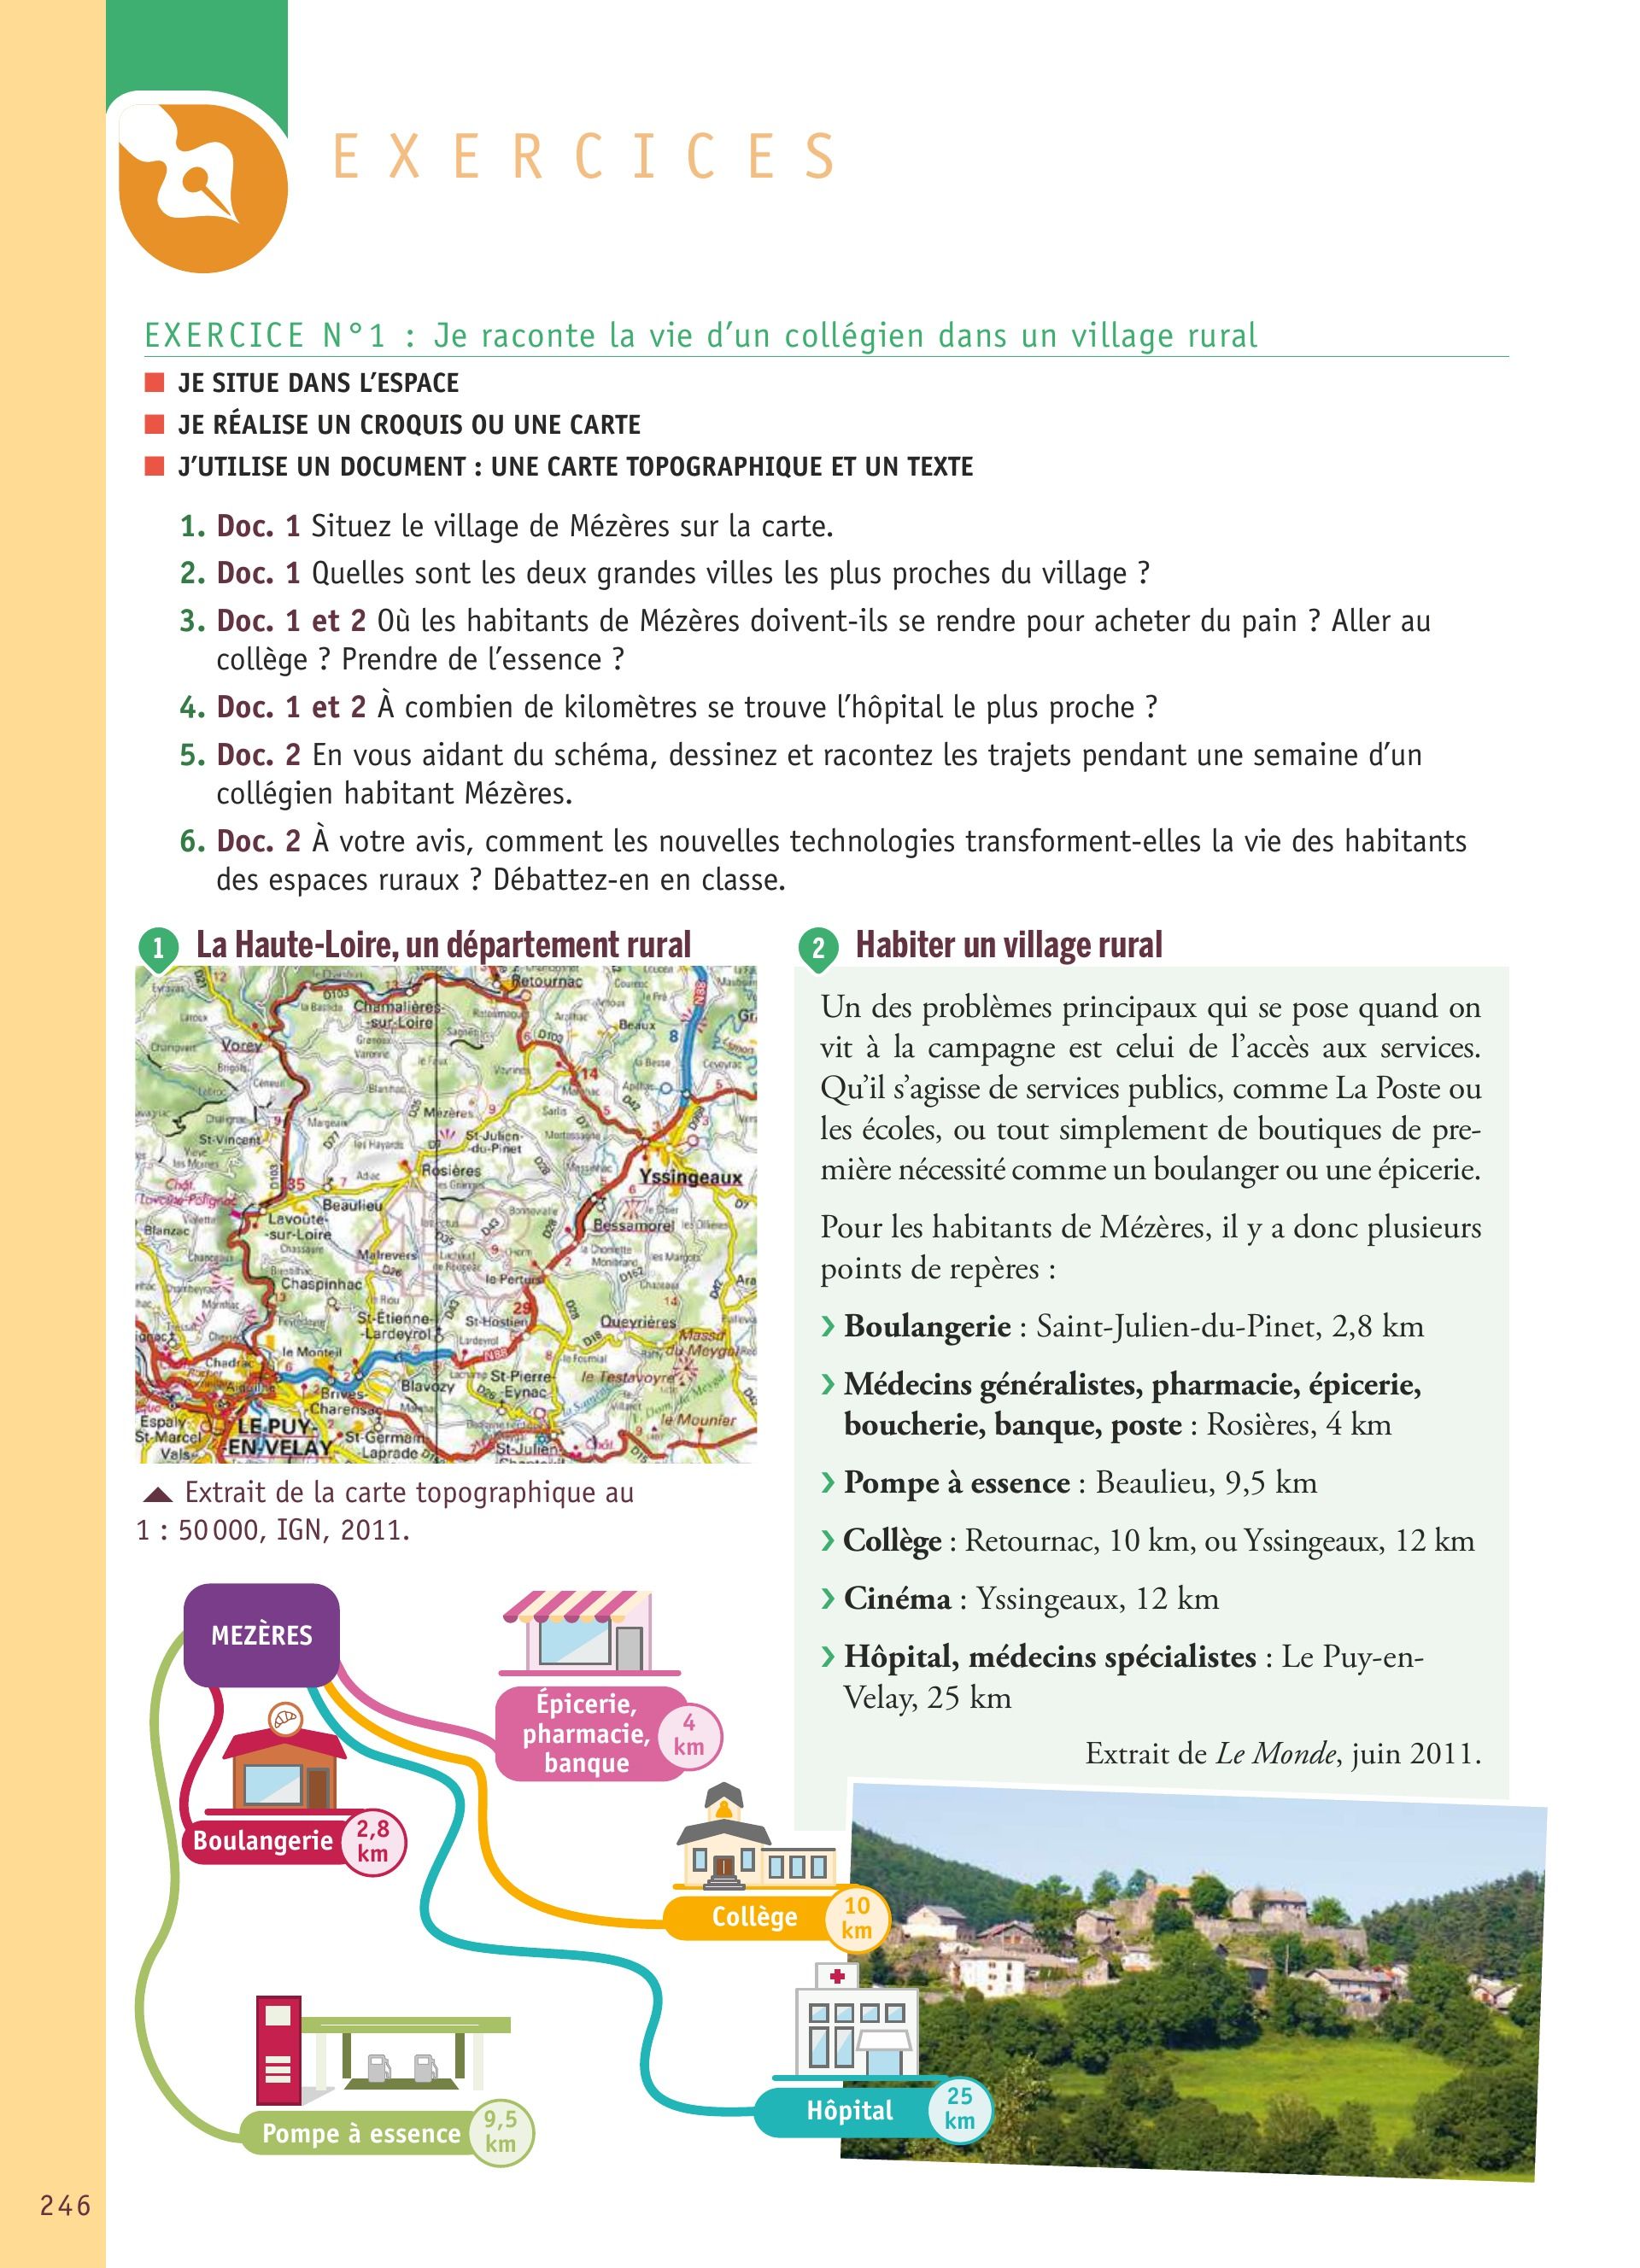 EXERCICES
EXERCICE N°1 : Je raconte la vie d’un collégien dans un village rural
JE SITUE DANS L’ESPACE
JE RÉALISE UN CROQUIS OU UNE CARTE
J’UTILISE UN DOCUMENT : UNE CARTE TOPOGRAPHIQUE ET UN TEXTE
1. Doc. 1 Situez le village de Mézères sur la carte.
2. Doc. 1 Quelles sont les deux grandes villes les plus proches du village ?
3. Doc. 1 et 2 Où les habitants de Mézères doivent-ils se rendre pour acheter du pain ? Aller au
collège ? Prendre de l’essence ?
4. Doc. 1 et 2 À combien de kilomètres se trouve l’hôpital le plus proche ?
5. Doc. 2 En vous aidant du schéma, dessinez et racontez les trajets pendant une semaine d’un
collégien habitant Mézères.
6. Doc. 2 À votre avis, comment les nouvelles technologies transforment-elles la vie des habitants
des espaces ruraux ? Débattez-en en classe.
1 La Haute-Loire, un département rural
Retournac
Chamalières-
-sur-Loire
Beaux
Vorey
Mézères
St-Julien-
-du-Pinet
St-Vincent
Rosières
Yssingeaux
Beaulieu
Lavoûte-
-sur-Loire
Blanzac
Bessamorel
Malrevers
Chaspinhac
le Pertuis
St-Étienne-
-Lardeyrol
St-Hostien
Queyrières
Massif
du Meygal
le Monteil
Chadrac
le Testavoyre
St-Pierre-
-Eynac
Blavozy
Brives-
Charensac
le Mounier
Espaly-
St-Marcel
LE PUY-
-EN-VELAY
St-Germain-
Laprade
St-Julien-
Vals-
Extrait de la carte topographique au
1 : 50 000, IGN, 2011.
2 Habiter un village rural
Un des problèmes principaux qui se pose quand on
vit à la campagne est celui de l’accès aux services.
Qu’il s’agisse de services publics, comme La Poste ou
les écoles, ou tout simplement de boutiques de pre-
mière nécessité comme un boulanger ou une épicerie.
Pour les habitants de Mézères, il y a donc plusieurs
points de repères :
› Boulangerie : Saint-Julien-du-Pinet, 2,8 km
› Médecins généralistes, pharmacie, épicerie,
boucherie, banque, poste : Rosières, 4 km
› Pompe à essence : Beaulieu, 9,5 km
› Collège : Retournac, 10 km, ou Yssingeaux, 12 km
› Cinéma : Yssingeaux, 12 km
› Hôpital, médecins spécialistes : Le Puy-en-
Velay, 25 km
Extrait de Le Monde, juin 2011.
MEZÈRES
Épicerie,
pharmacie,
banque
4
km
Boulangerie
2,8
km
Collège
10
km
Hôpital
25
km
Pompe à essence
9,5
km
246